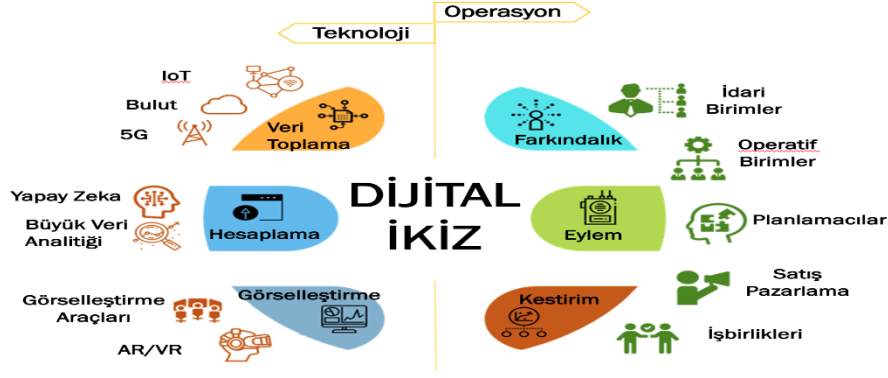 Teknoloji
Operasyon
IoT
Bulut
5G
Veri
Toplama
Yapay Zeka
Büyük Veri
Analitiği
Hesaplama
Görselleştirme
Araçları
AR/VR
Görselleştirme
DİJİTAL
İKİZ
Farkındalık
İdari
Birimler
Operatif
Birimler
Eylem
Planlamacılar
Kestirim
Satış
Pazarlama
İşbirlikleri